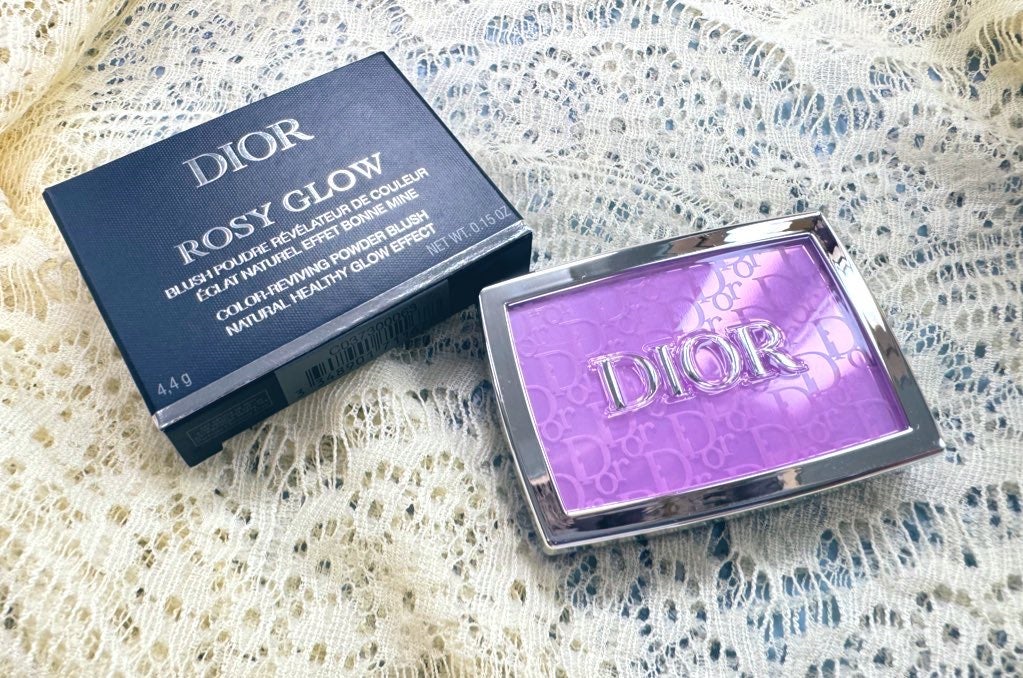 DIOR
ROSY GLOW
BLUSH POUDRE RÉVÉLATEUR DE COULEUR
ÉCLAT NATUREL EFFET BONNE MINE
COLOR-REVIVING POWDER BLUSH
NATURAL HEALTHY GLOW EFFECT
4,4 g
NET WT. 0.15 OZ
DIOR